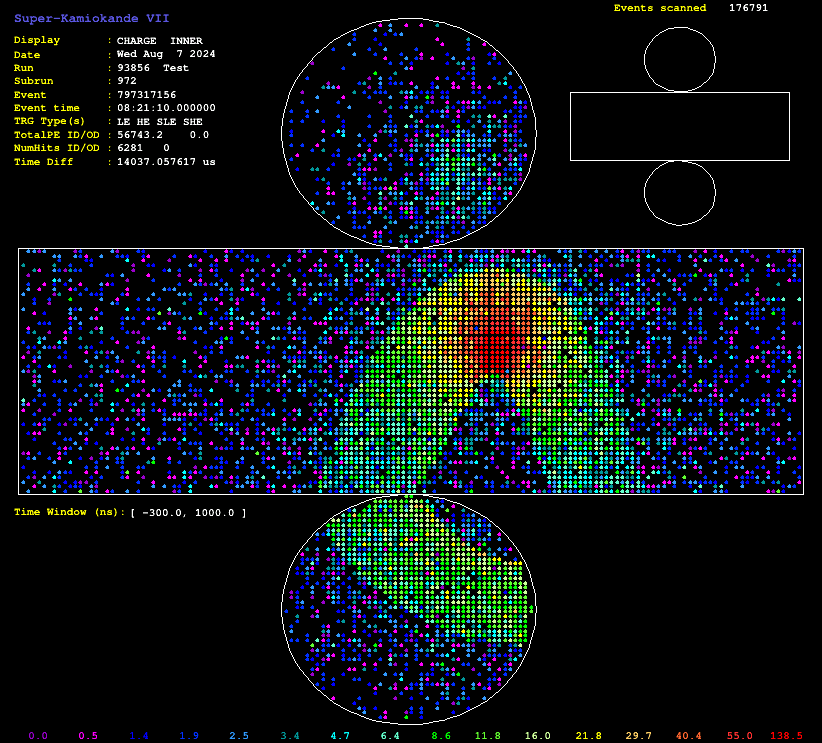 Super-Kamiokande VII
Display : CHARGE INNER
Date : Wed Aug 7 2024
Run : 93856 Test
Subrun : 972
Event : 797317156
Event time : 08:21:10.000000
TRG Type(s) : LE HE SLE SHE
TotalPE ID/OD : 56743.2 0.0
NumHits ID/OD : 6281 0
Time Diff : 14037.057617 us
Events scanned 176791
Time Window (ns): [ -300.0, 1000.0 ]
0.0 0.5 1.4 1.9 2.5 3.4 4.7 6.4 8.6 11.8 16.0 21.8 29.7 40.4 55.0 138.5